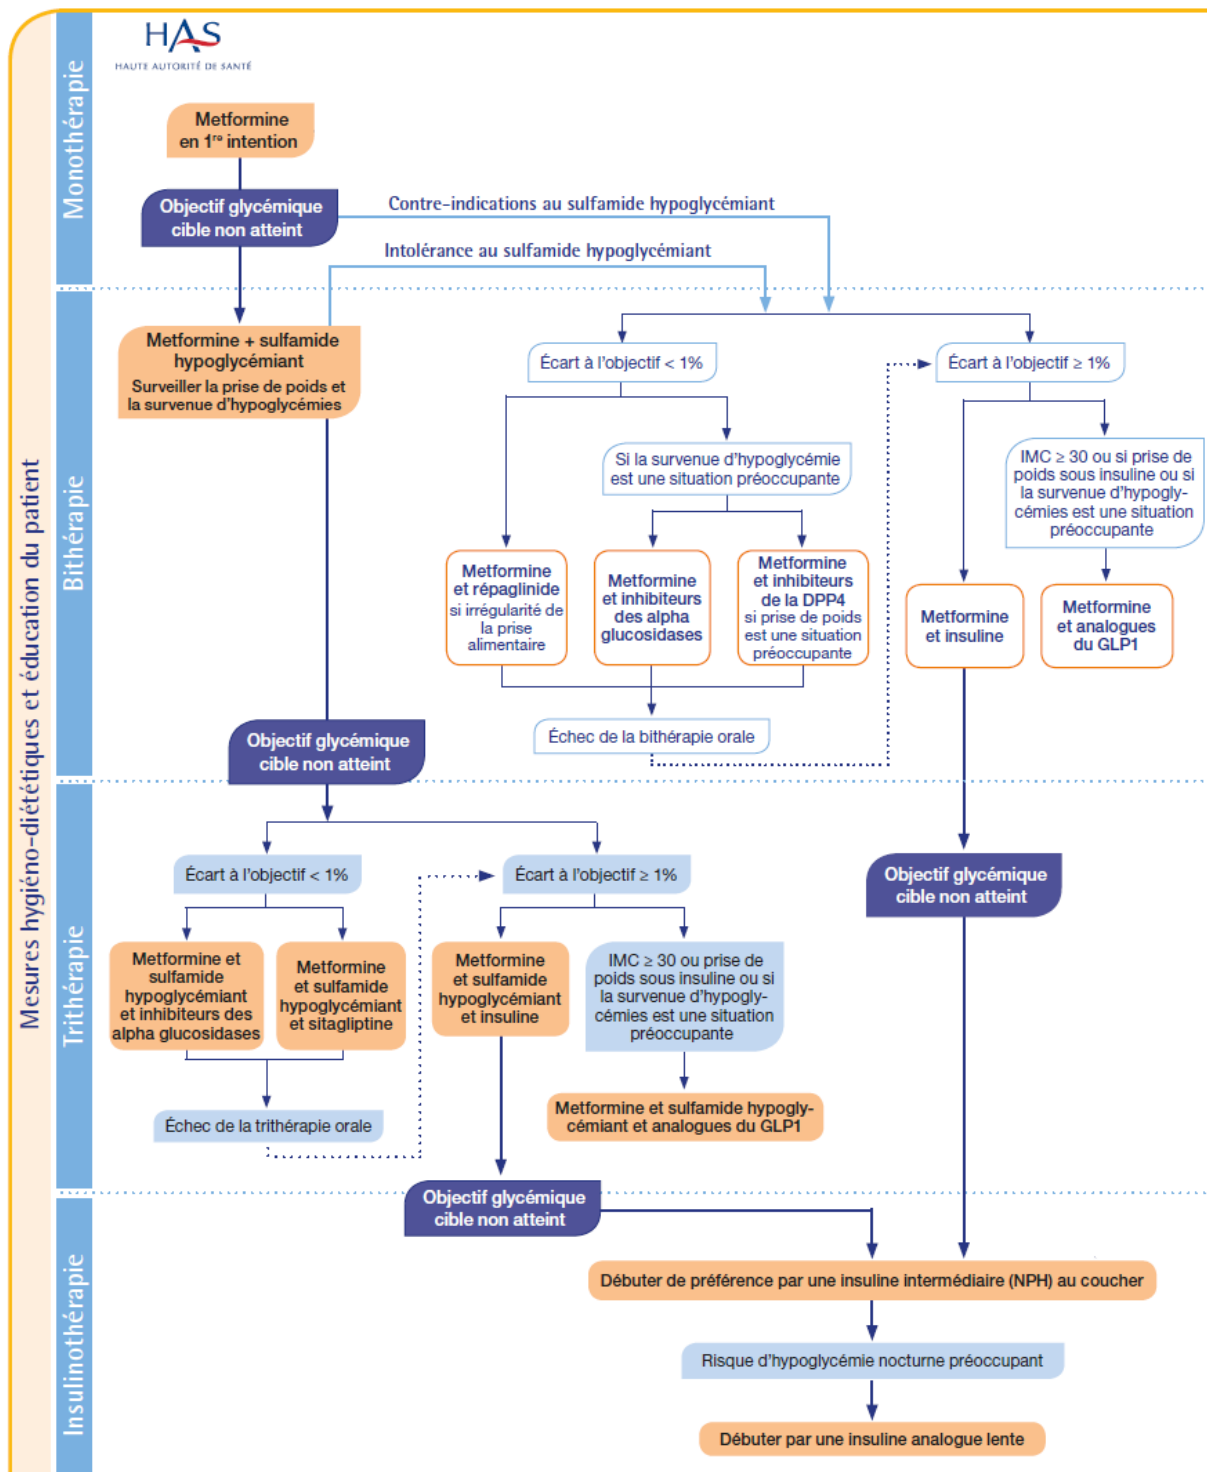 HAS
HAUTE AUTORITÉ DE SANTÉ
Mesures hygiéno-diététiques et éducation du patient
Monothérapie
Metformine
en 1re intention
Objectif glycémique
cible non atteint
Contre-indications au sulfamide hypoglycémiant
Intolérance au sulfamide hypoglycémiant
Bithérapie
Metformine + sulfamide
hypoglycémiant
Surveiller la prise de poids et
la survenue d'hypoglycémies
Écart à l'objectif < 1%
Écart à l'objectif ≥ 1%
Si la survenue d'hypoglycémie
est une situation préoccupante
IMC ≥ 30 ou si prise de
poids sous insuline ou si
la survenue d'hypogly-
cémies est une situation
préoccupante
Metformine
et répaglinide
si irrégularité de
la prise
alimentaire
Metformine
et inhibiteurs
des alpha
glucosidases
Metformine
et inhibiteurs
de la DPP4
si prise de poids
est une situation
préoccupante
Metformine
et insuline
Metformine
et analogues
du GLP1
Échec de la bithérapie orale
Objectif glycémique
cible non atteint
Trithérapie
Écart à l'objectif < 1%
Écart à l'objectif ≥ 1%
Objectif glycémique
cible non atteint
Metformine et
sulfamide
hypoglycémiant
et inhibiteurs des
alpha glucosidases
Metformine
et sulfamide
hypoglycémiant
et sitagliptine
Metformine
et sulfamide
hypoglycémiant
et insuline
IMC ≥ 30 ou prise de
poids sous insuline ou si
la survenue d'hypogly-
cémies est une situation
préoccupante
Échec de la trithérapie orale
Metformine et sulfamide hypogly-
cémiant et analogues du GLP1
Objectif glycémique
cible non atteint
Insulinothérapie
Débuter de préférence par une insuline intermédiaire (NPH) au coucher
Risque d'hypoglycémie nocturne préoccupant
Débuter par une insuline analogue lente